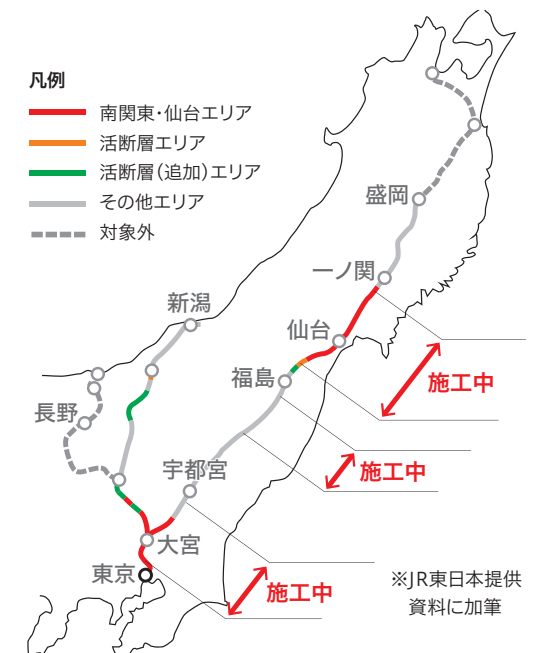 凡例
南関東・仙台エリア
活断層エリア
活断層（追加）エリア
その他エリア
対象外
盛岡
一ノ関
新潟
仙台
施工中
福島
長野
施工中
宇都宮
大宮
東京
施工中
※JR東日本提供
資料に加筆